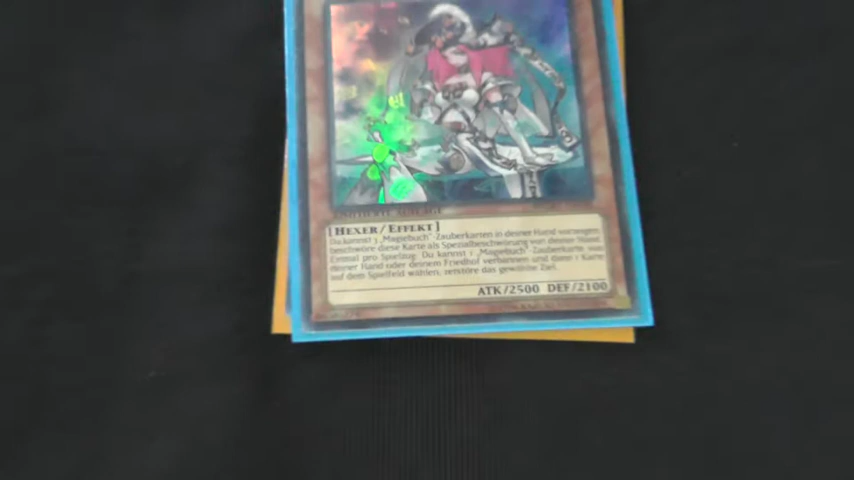 LIMITIERTE AUFLAGE
[HEXER / EFFEKT]
Du kannst 3 „Magiebuch"-Zauberkarten in deiner Hand vorzeigen;
beschwöre diese Karte als Spezialbeschwörung von deiner Hand.
Einmal pro Spielzug: Du kannst 1 „Magiebuch"-Zauberkarte von
deiner Hand oder deinem Friedhof verbannen und dann 1 Karte
auf dem Spielfeld wählen; zerstöre das gewählte Ziel.
ATK/2500 DEF/2100